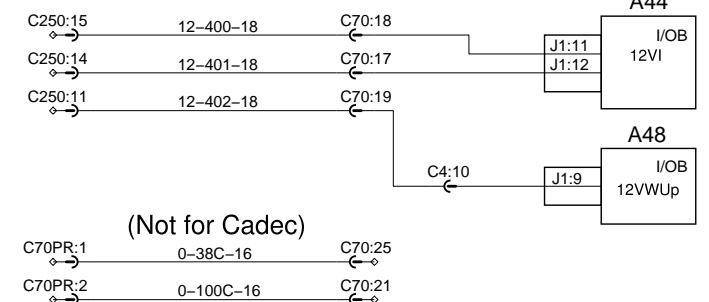 A44
C250:15 12–400–18 C70:18
I/OB
J1:11
12VI
C250:14 12–401–18 C70:17 J1:12
C250:11 12–402–18 C70:19
A48
I/OB
C4:10 J1:9
12VWUp
(Not for Cadec)
C70PR:1 0–38C–16 C70:25
C70PR:2 0–100C–16 C70:21